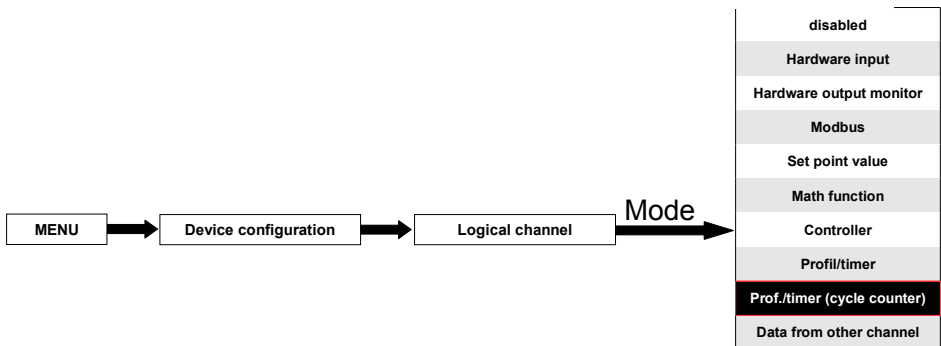 disabled
Hardware input
Hardware output monitor
Modbus
Set point value
Math function
Mode
MENU
Device configuration
Logical channel
Controller
Profil/timer
Prof./timer (cycle counter)
Data from other channel